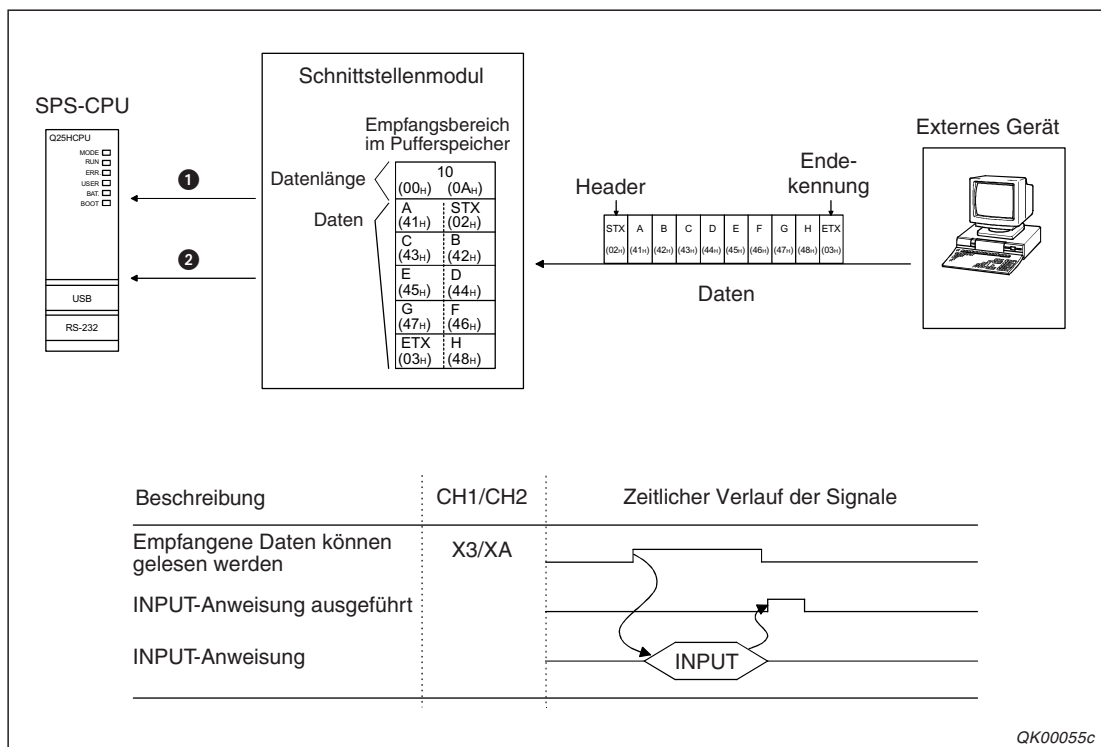 Schnittstellenmodul
SPS-CPU
Q25HCPU
MODE
RUN
ERR.
USER
BAT.
BOOT
USB
RS-232
❶
❷
Empfangsbereich
im Pufferspeicher
Datenlänge
10
(00H) (0AH)
Daten
A STX
(41H) (02H)
C B
(43H) (42H)
E D
(45H) (44H)
G F
(47H) (46H)
ETX H
(03H) (48H)
Header
Ende-
kennung
STX A B C D E F G H ETX
(02H) (41H) (42H) (43H) (44H) (45H) (46H) (47H) (48H) (03H)
Daten
Externes Gerät
Beschreibung CH1/CH2 Zeitlicher Verlauf der Signale
Empfangene Daten können X3/XA
gelesen werden
INPUT-Anweisung ausgeführt
INPUT-Anweisung INPUT
QK00055c